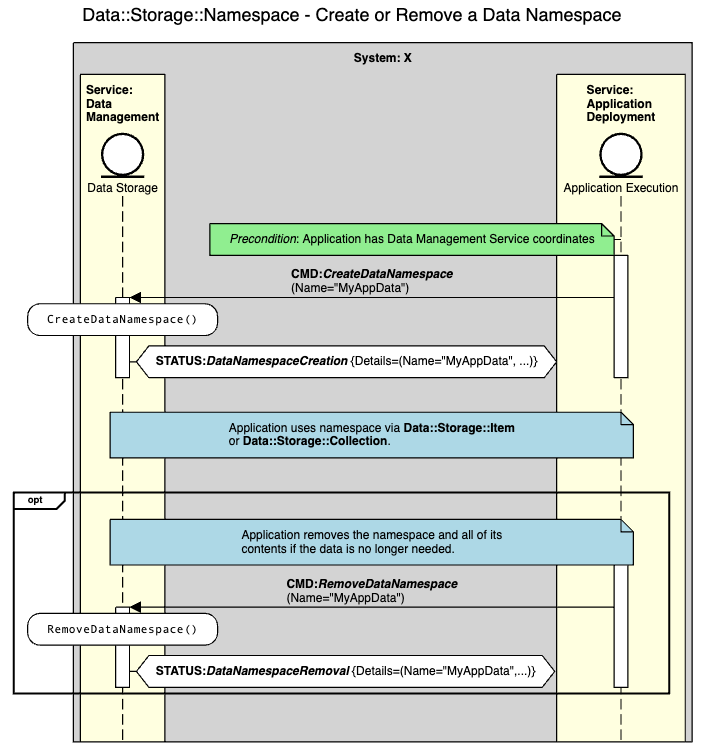 Data::Storage::Namespace - Create or Remove a Data Namespace
System: X
Service:
Data
Management
Service:
Application
Deployment
Data Storage
Application Execution
Precondition: Application has Data Management Service coordinates
CMD:CreateDataNamespace
(Name="MyAppData")
CreateDataNamespace()
STATUS:DataNamespaceCreation {Details=(Name="MyAppData", ...)}
Application uses namespace via Data::Storage::Item
or Data::Storage::Collection.
opt
Application removes the namespace and all of its
contents if the data is no longer needed.
CMD:RemoveDataNamespace
(Name="MyAppData")
RemoveDataNamespace()
STATUS:DataNamespaceRemoval {Details=(Name="MyAppData",...)}